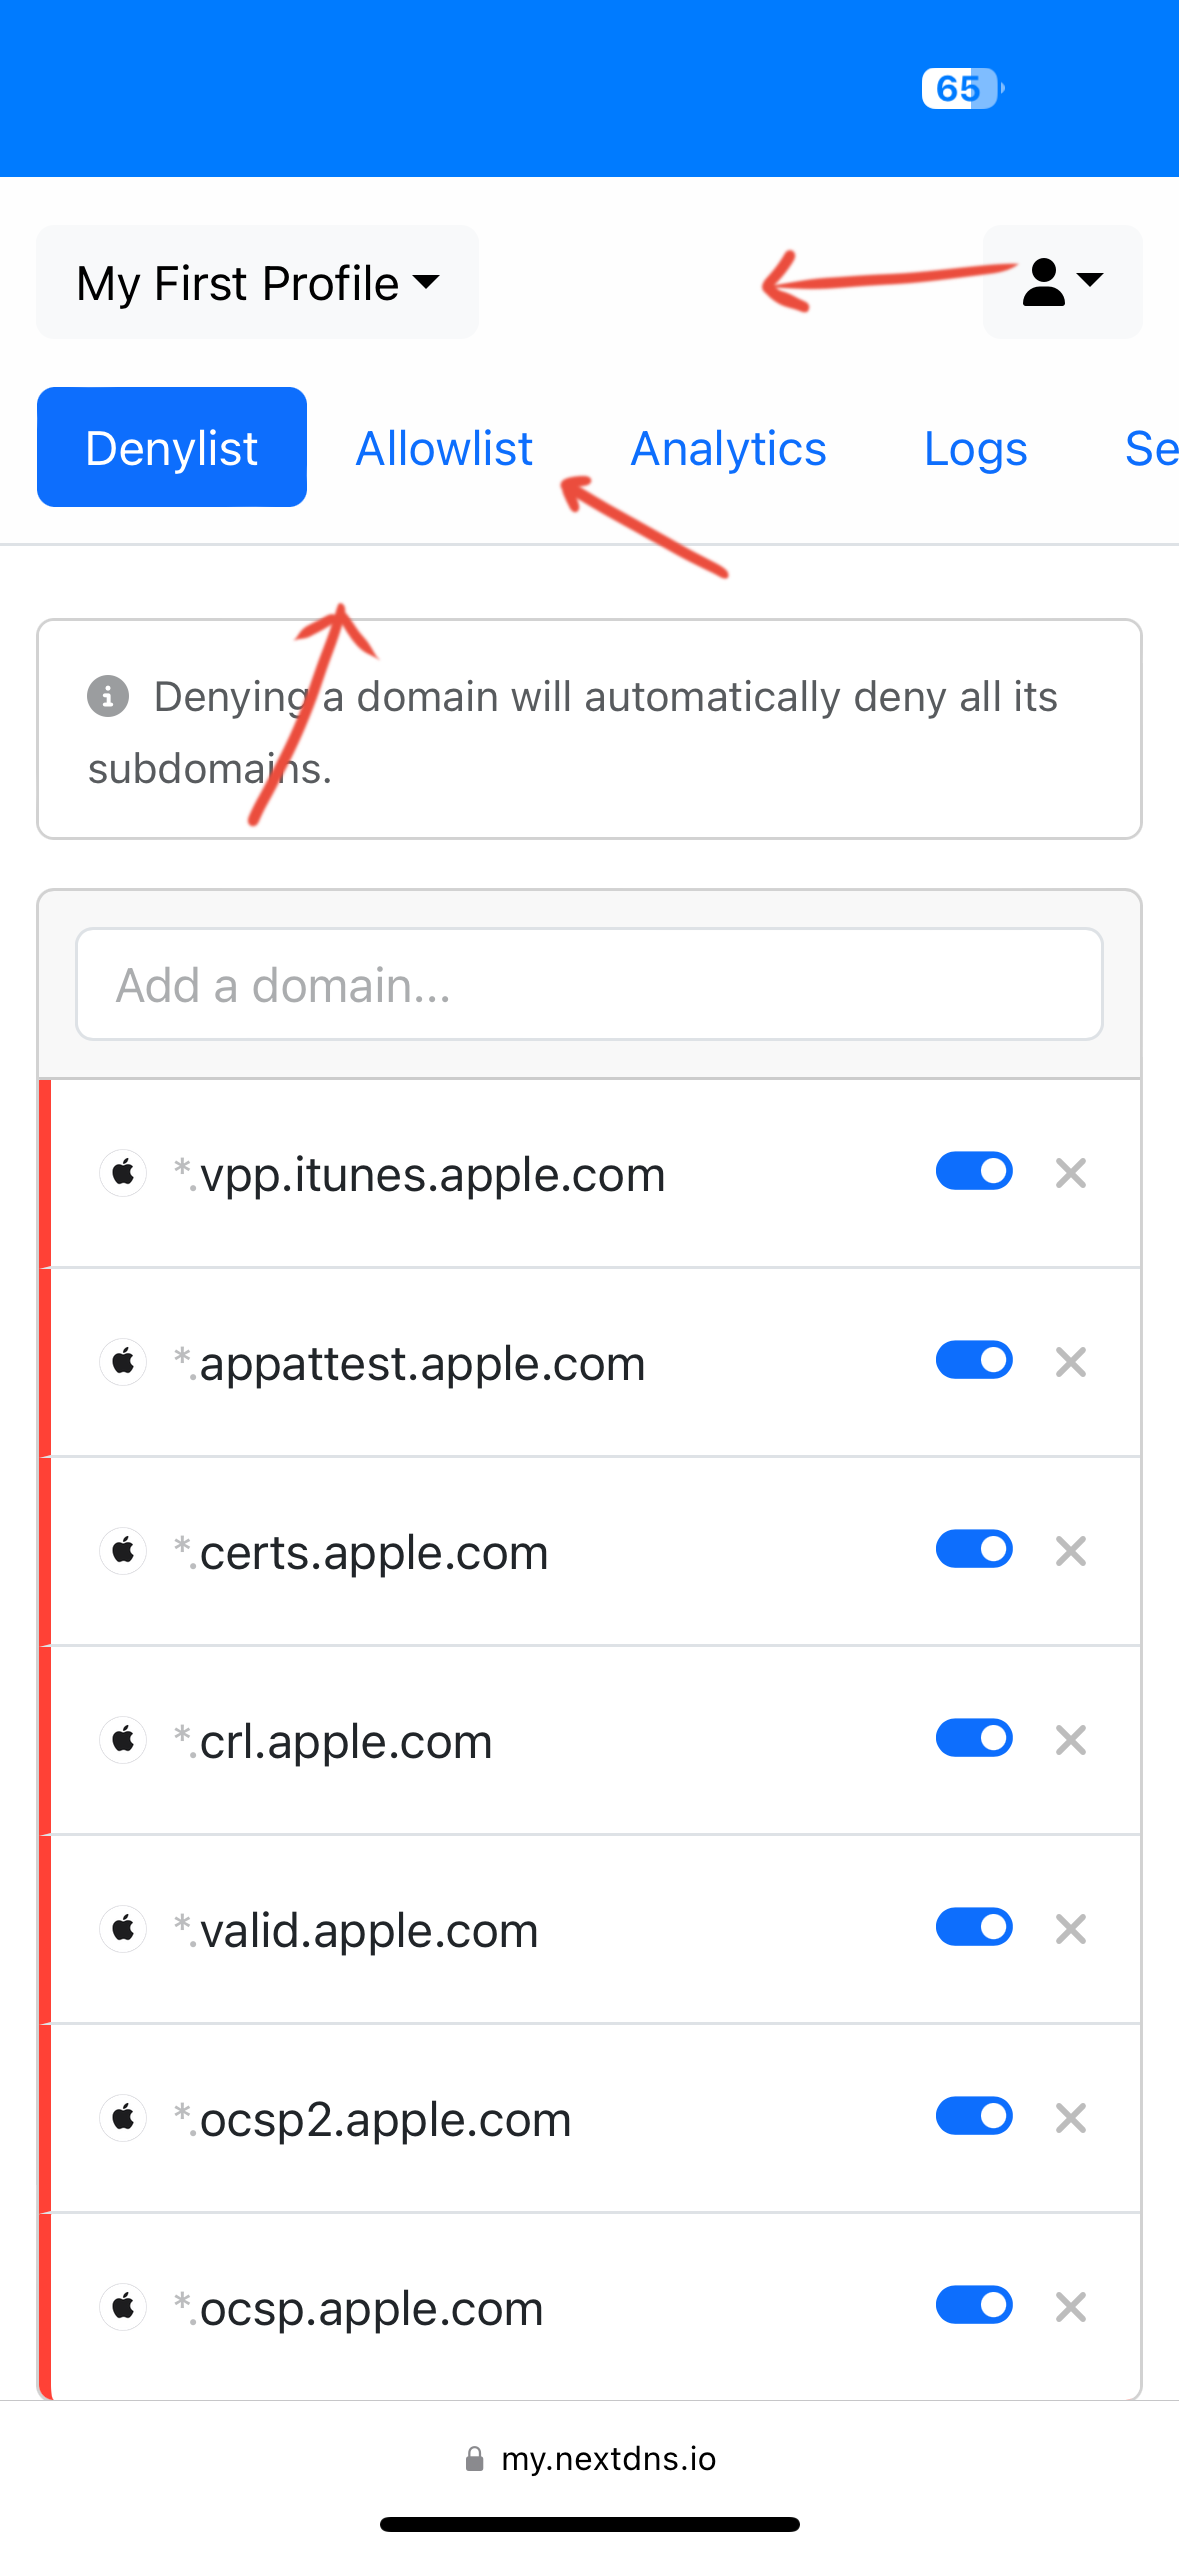 65
My First Profile
Denylist Allowlist Analytics Logs Se
Denying a domain will automatically deny all its
subdomains.
Add a domain...
*.vpp.itunes.apple.com
*.appattest.apple.com
*.certs.apple.com
*.crl.apple.com
*.valid.apple.com
*.ocsp2.apple.com
*.ocsp.apple.com
my.nextdns.io